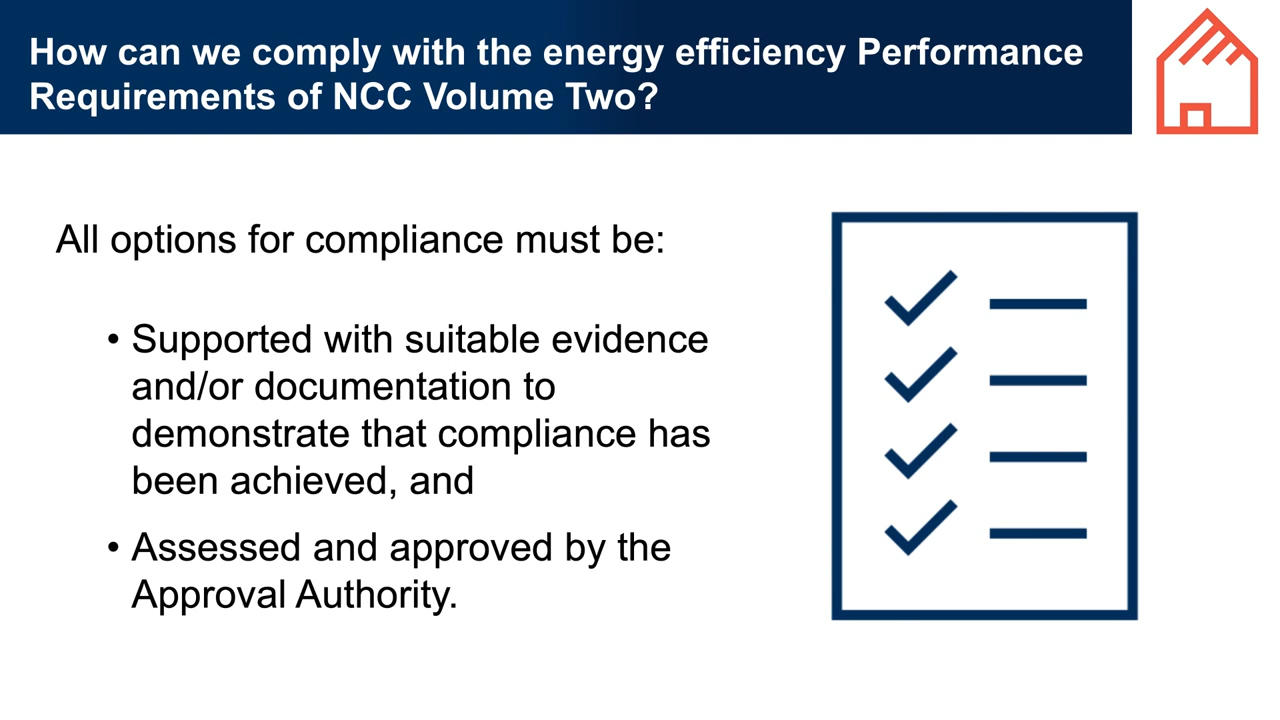 How can we comply with the energy efficiency Performance
Requirements of NCC Volume Two?
All options for compliance must be:
• Supported with suitable evidence
and/or documentation to
demonstrate that compliance has
been achieved, and
• Assessed and approved by the
Approval Authority.